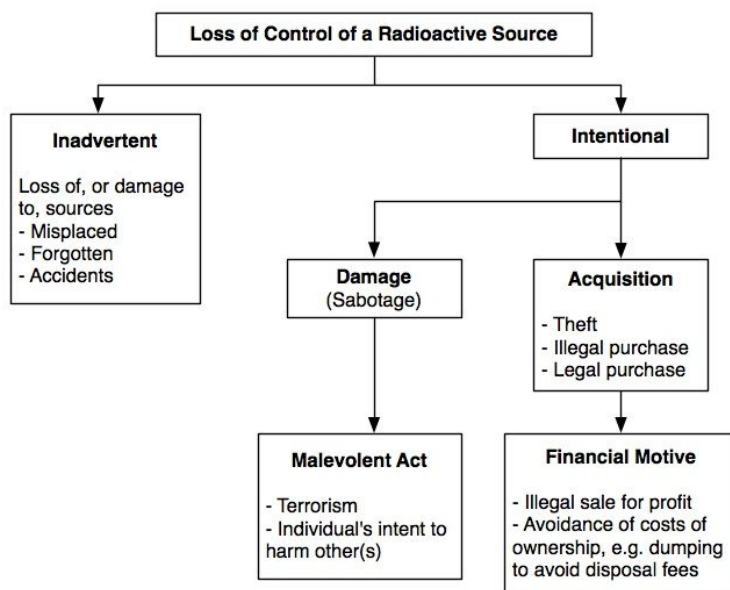 Loss of Control of a Radioactive Source
Inadvertent
Loss of, or damage
to, sources
- Misplaced
- Forgotten
- Accidents
Intentional
Damage
(Sabotage)
Acquisition
- Theft
- Illegal purchase
- Legal purchase
Malevolent Act
- Terrorism
- Individual's intent to
harm other(s)
Financial Motive
- Illegal sale for profit
- Avoidance of costs of
ownership, e.g. dumping
to avoid disposal fees